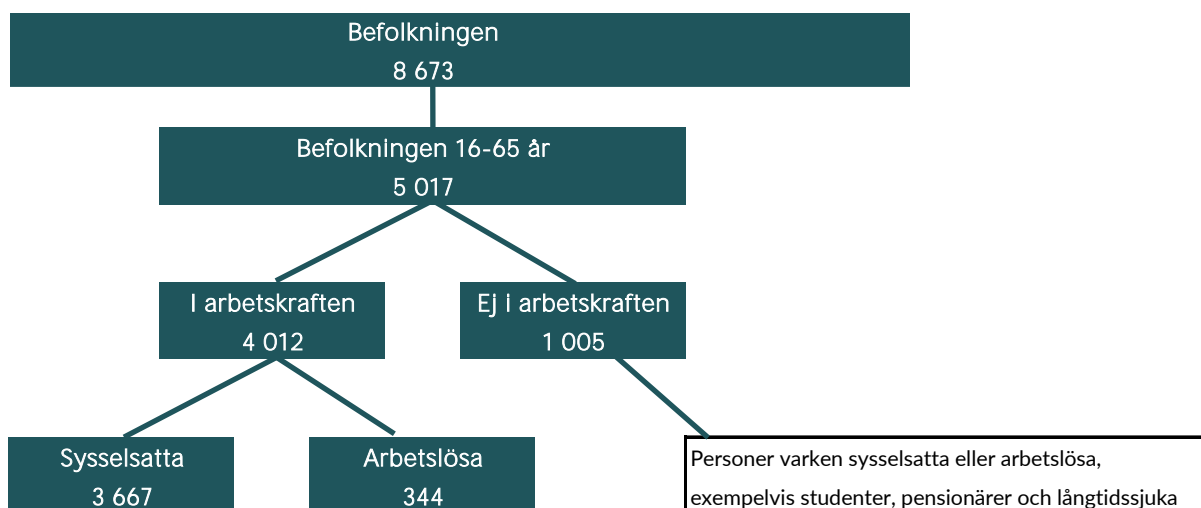 Befolkningen
8 673
Befolkningen 16-65 år
5 017
I arbetskraften
4 012
Ej i arbetskraften
1 005
Sysselsatta
3 667
Arbetslösa
344
Personer varken sysselsatta eller arbetslösa,
exempelvis studenter, pensionärer och långtidssjuka